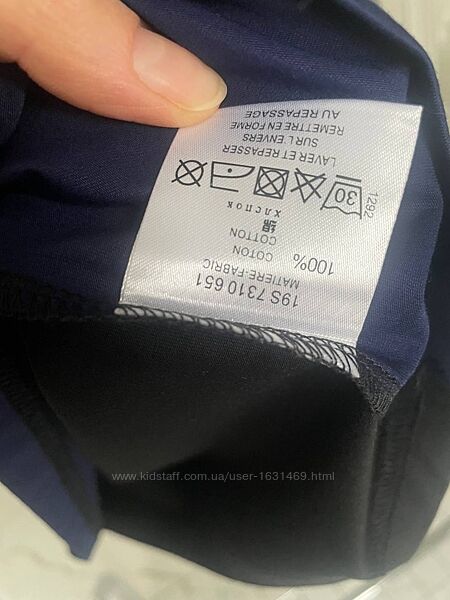 19S 7310 651
MATIERE-FABRIC
100% COTON
COTTON
綿
хлопок
1292
30
LAVER ET REPASSER
SUR L ENVERS
REMETTRE EN FORME
AU REPASSAGE
www.kidstaff.com.ua/user-1631469.html